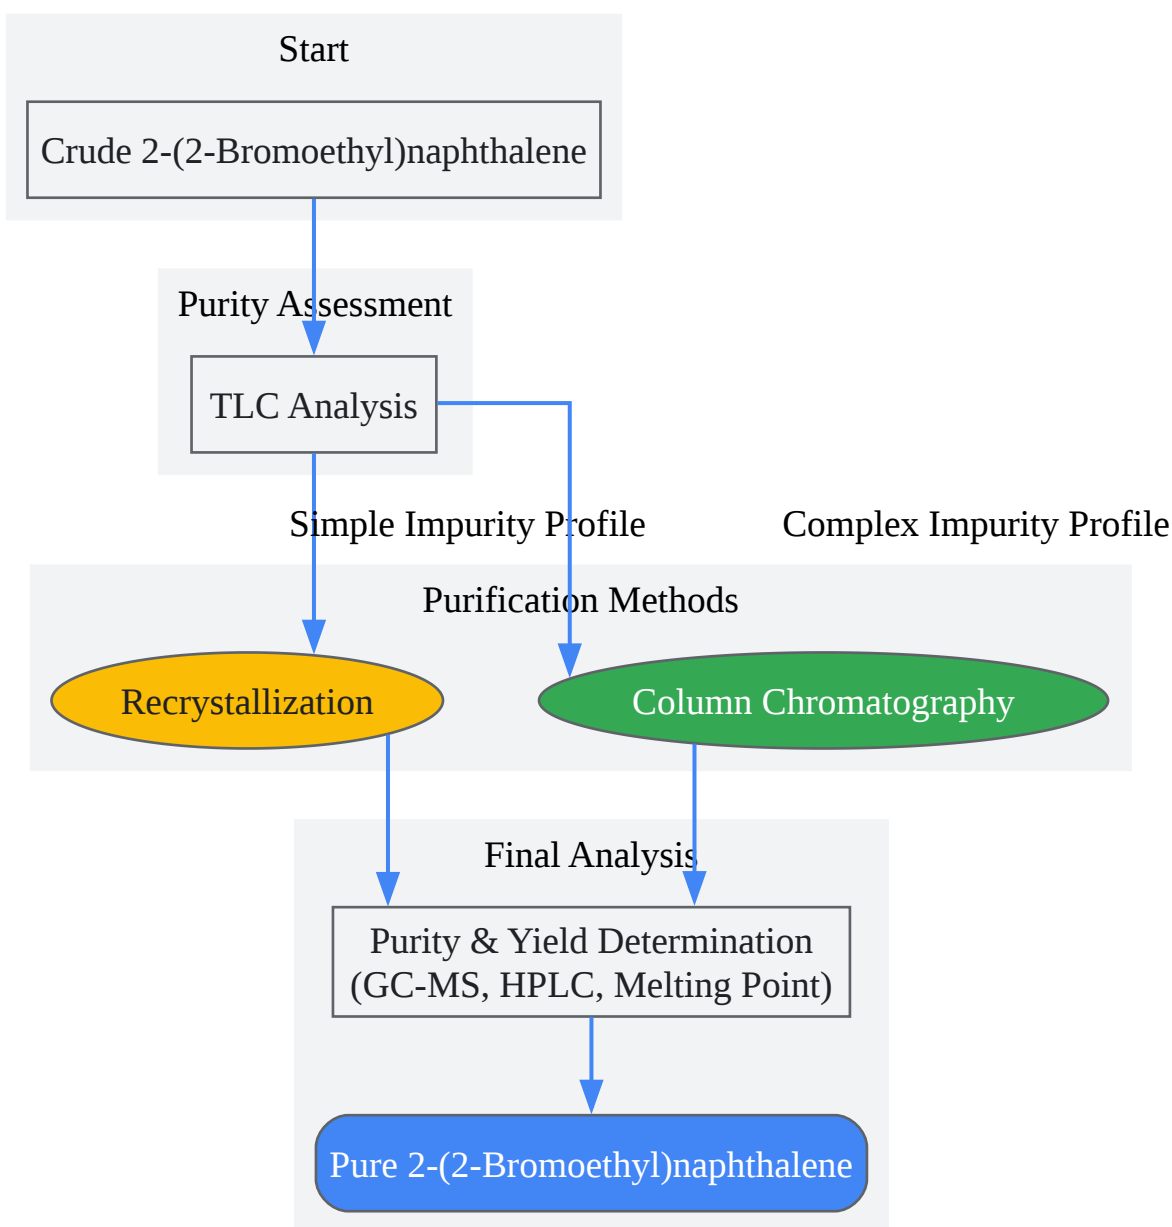 Start
Crude 2-(2-Bromoethyl)naphthalene
Purity Assessment
TLC Analysis
Simple Impurity Profile
Complex Impurity Profile
Purification Methods
Recrystallization
Column Chromatography
Final Analysis
Purity & Yield Determination
(GC-MS, HPLC, Melting Point)
Pure 2-(2-Bromoethyl)naphthalene